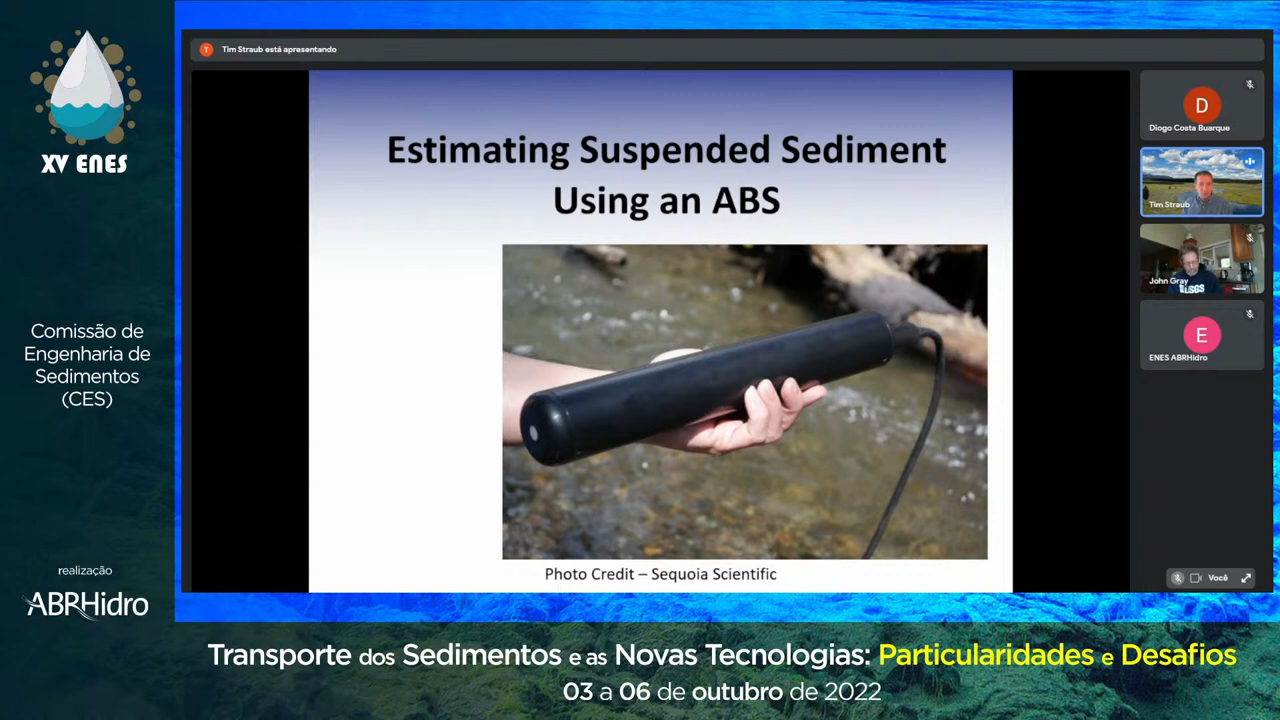 XV ENES
Comissão de
Engenharia de
Sedimentos
(CES)
realização
ABRHidro
T
Tim Straub está apresentando
Estimating Suspended Sediment
Using an ABS
Photo Credit – Sequoia Scientific
D
Diogo Costa Buarque
Tim Straub
John Gray
USGS
E
ENES ABRHidro
Você
Transporte dos Sedimentos e as Novas Tecnologias: Particularidades e Desafios
03 a 06 de outubro de 2022